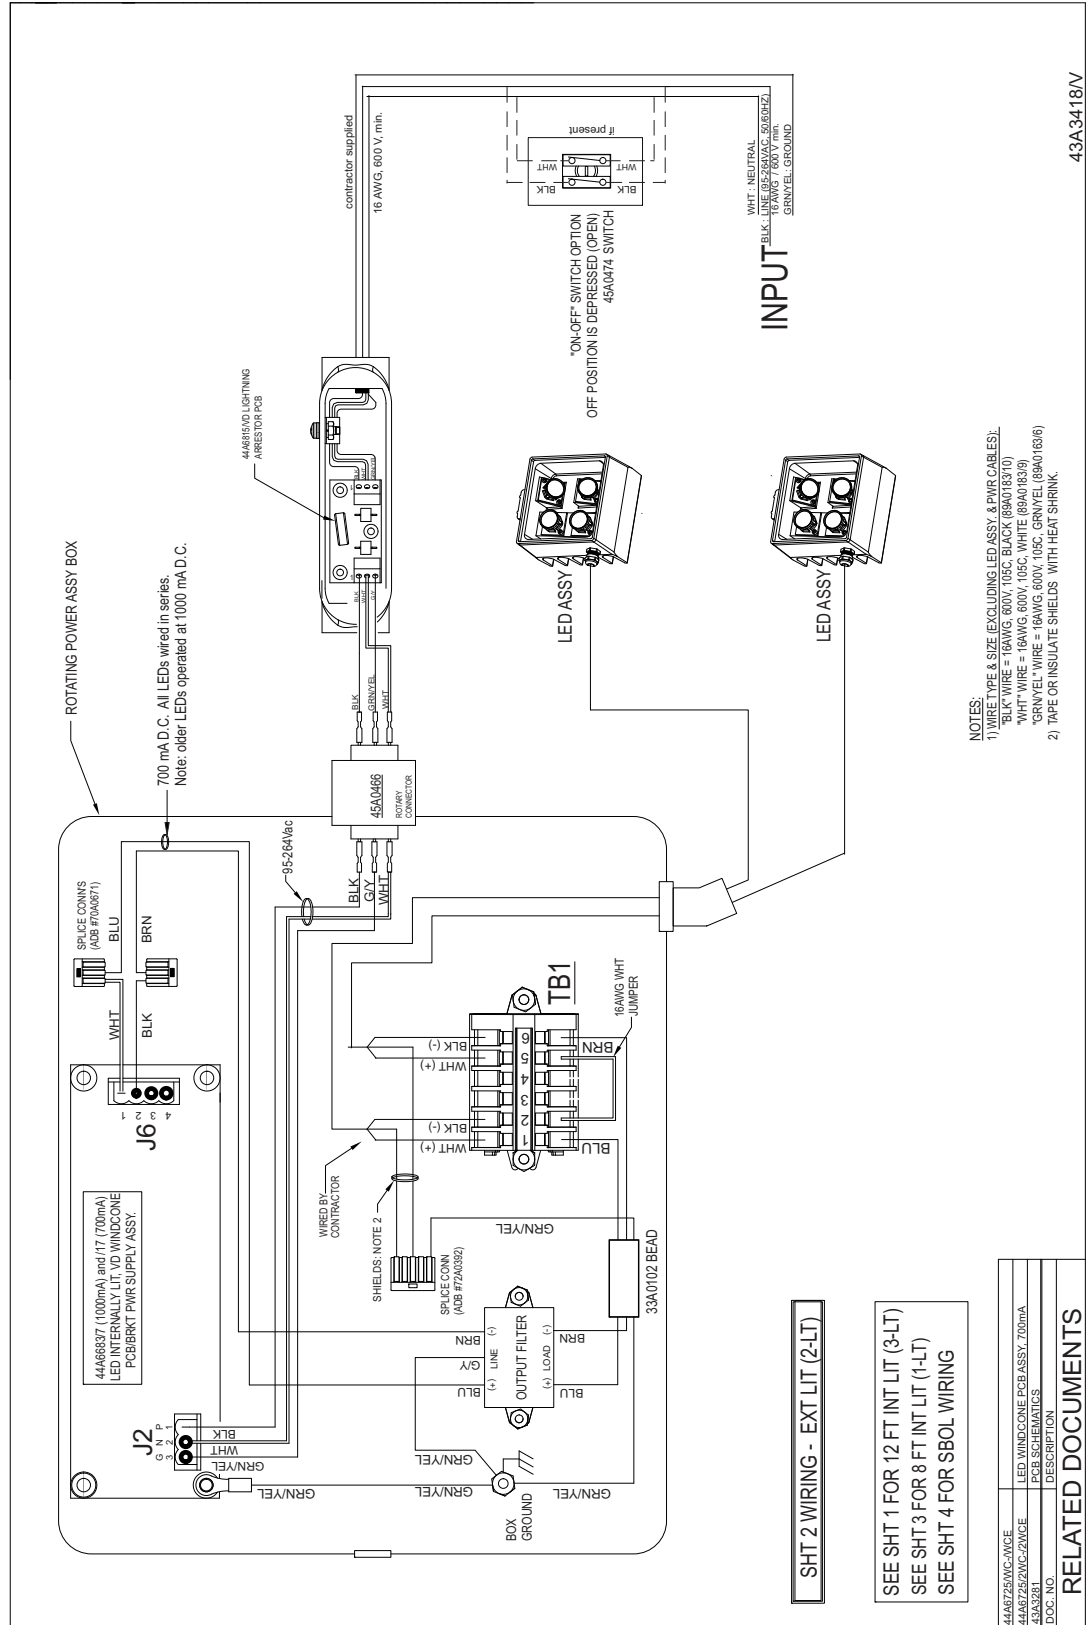 ROTATING POWER ASSY BOX
700 mA D.C. All LEDs wired in series.
Note: older LEDs operated at 1000 mA D.C.
44A6815/VD LIGHTNING
ARRESTOR PCB
contractor supplied
16 AWG, 600 V, min.
SPLICE CONN'S
(ADB #70A0671)
BLU
BRN
WHT
BLK
95-264Vac
44A6683/7 (1000mA) and /17 (700mA)
LED INTERNALLY LIT, VD WINDCONE
PCB/BRKT PWR SUPPLY ASSY.
J6
1
2
3
4
J2
P
N
G
1
2
3
BLK
WHT
GRN/YEL
BLK
G/Y
WHT
45A0466
ROTARY
CONNECTOR
BLK
GRN/YEL
WHT
BLK
WHT
G/Y
BLK
WHT
GRN/YEL
if present
WHT
WHT
BLK
BLK
"ON-OFF" SWITCH OPTION
OFF POSITION IS DEPRESSED (OPEN)
45A0474 SWITCH
INPUT
WHT : NEUTRAL
BLK : LINE (95-264VAC, 50/60HZ)
16 AWG / 600 V min.
GRN/YEL: GROUND
WIRED BY
CONTRACTOR
SHIELDS: NOTE 2
SPLICE CONN
(ADB #72A0392)
WHT (+)
BLK (-)
WHT (+)
BLK (-)
TB1
1
2
3
4
5
6
16AWG WHT
JUMPER
BLU
BRN
GRN/YEL
33A0102 BEAD
OUTPUT FILTER
(+) LINE (-)
(+) LOAD (-)
BLU
G/Y
BRN
BLU
BRN
GRN/YEL
GRN/YEL
GRN/YEL
GRN/YEL
BOX
GROUND
LED ASSY
LED ASSY
NOTES:
1) WIRE TYPE & SIZE (EXCLUDING LED ASSY. & PWR CABLES):
"BLK" WIRE = 16AWG, 600V, 105C, BLACK (89A0183/10)
"WHT" WIRE = 16AWG, 600V, 105C, WHITE (89A0183/9)
"GRN/YEL" WIRE = 16AWG, 600V, 105C, GRN/YEL (89A0163/6)
2) TAPE OR INSULATE SHIELDS WITH HEAT SHRINK.
SHT 2 WIRING - EXT LIT (2-LT)
SEE SHT 1 FOR 12 FT INT LIT (3-LT)
SEE SHT 3 FOR 8 FT INT LIT (1-LT)
SEE SHT 4 FOR SBOL WIRING
44A6725/WC-/WCE
44A6725/2WC-/2WCE LED WINDCONE PCB ASSY, 700mA
43A3281 PCB SCHEMATICS
DOC. NO. DESCRIPTION
RELATED DOCUMENTS
43A3418/V